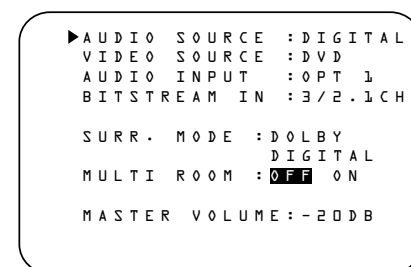 ▶AUDIO SOURCE :DIGITAL
VIDEO SOURCE :DVD
AUDIO INPUT :OPT 1
BITSTREAM IN :3/2.1CH
SURR. MODE :DOLBY
DIGITAL
MULTI ROOM :OFF ON
MASTER VOLUME:-20DB